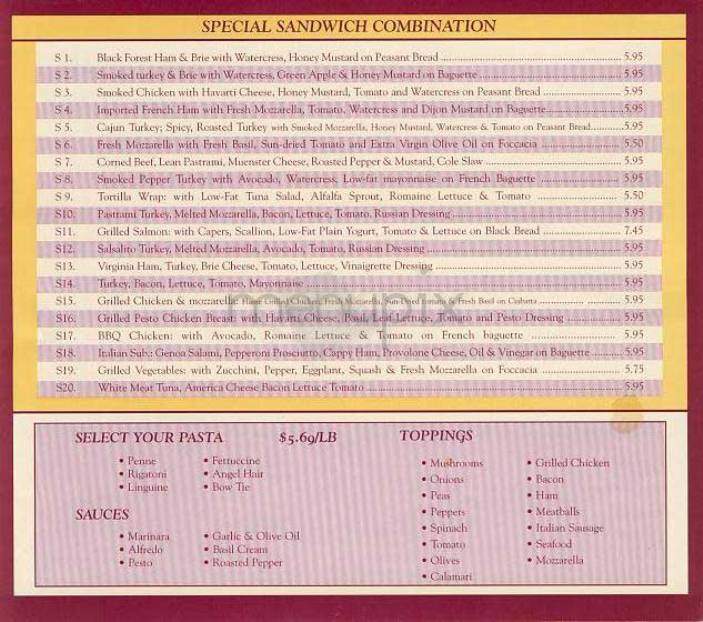 SPECIAL SANDWICH COMBINATION
S 1. Black Forest Ham & Brie with Watercress, Honey Mustard on Peasant Bread 5.95
S 2. Smoked turkey & Brie with Watercress, Green Apple & Honey Mustard on Baguette 5.95
S 3. Smoked Chicken with Havarti Cheese, Honey Mustard, Tomato and Watercress on Peasant Bread 5.95
S 4. Imported French Ham with Fresh Mozzarella, Tomato, Watercress and Dijon Mustard on Baguette 5.95
S 5. Cajun Turkey; Spicy, Roasted Turkey with Smoked Mozzarella, Honey Mustard, Watercress & Tomato on Peasant Bread 5.95
S 6. Fresh Mozzarella with Fresh Basil, Sun-dried Tomato and Extra Virgin Olive Oil on Foccacia 5.50
S 7. Corned Beef, Lean Pastrami, Muenster Cheese, Roasted Pepper & Mustard, Cole Slaw 5.95
S 8. Smoked Pepper Turkey with Avocado, Watercress, Low-fat mayonnaise on French Baguette 5.95
S 9. Tortilla Wrap: with Low-Fat Tuna Salad, Alfalfa Sprout, Romaine Lettuce & Tomato 5.50
S10. Pastrami Turkey, Melted Mozzarella, Bacon, Lettuce, Tomato, Russian Dressing 5.95
S11. Grilled Salmon: with Capers, Scallion, Low-Fat Plain Yogurt, Tomato & Lettuce on Black Bread 7.45
S12. Salsalito Turkey, Melted Mozzarella, Avocado, Tomato, Russian Dressing 5.95
S13. Virginia Ham, Turkey, Brie Cheese, Tomato, Lettuce, Vinaigrette Dressing 5.95
S14. Turkey, Bacon, Lettuce, Tomato, Mayonnaise 5.95
S15. Grilled Chicken & mozzarella: Hot Grilled Chicken, Fresh Mozzarella, Sun-Dried Tomato & Fresh Basil on Ciabatta 5.95
S16. Grilled Pesto Chicken Breast: with Havarti Cheese, Basil, Leaf Lettuce, Tomato and Pesto Dressing 5.95
S17. BBQ Chicken: with Avocado, Romaine Lettuce & Tomato on French baguette 5.95
S18. Italian Sub.: Genoa Salami, Pepperoni Prosciutto, Cappy Ham, Provolone Cheese, Oil & Vinegar on Baguette 5.95
S19. Grilled Vegetables: with Zucchini, Pepper, Eggplant, Squash & Fresh Mozzarella on Foccacia 5.75
S20. White Meat Tuna, America Cheese Bacon Lettuce Tomato 5.95
SELECT YOUR PASTA $5.69/LB
• Penne • Fettuccine
• Rigatoni • Angel Hair
• Linguine • Bow Tie
SAUCES
• Marinara • Garlic & Olive Oil
• Alfredo • Basil Cream
• Pesto • Roasted Pepper
TOPPINGS
• Mushrooms • Grilled Chicken
• Onions • Bacon
• Peas • Ham
• Peppers • Meatballs
• Spinach • Italian Sausage
• Tomato • Seafood
• Olives • Mozzarella
• Calamari